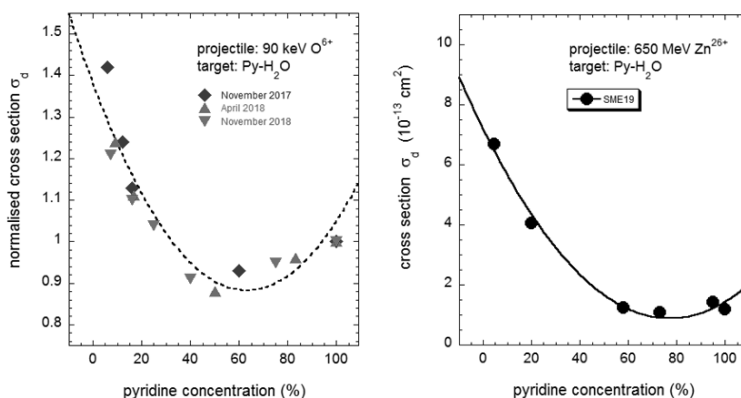 projectile: 90 keV O⁶⁺
target: Py-H₂O
November 2017
April 2018
November 2018
normalised cross section σ_d
1.5
1.4
1.3
1.2
1.1
1
0.9
0.8
0 20 40 60 80 100
pyridine concentration (%)
projectile: 650 MeV Zn²⁶⁺
target: Py-H₂O
SME19
cross section σ_d (10⁻¹³ cm²)
10
8
6
4
2
0
0 20 40 60 80 100
pyridine concentration (%)